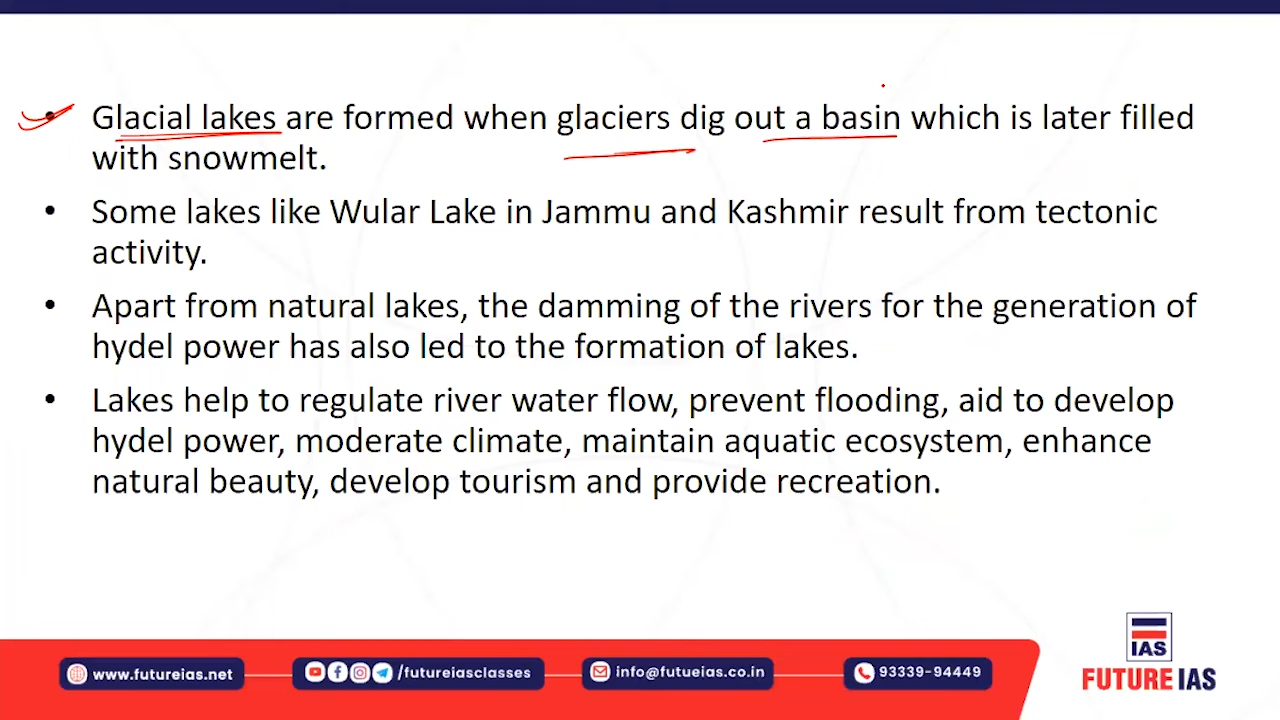 • Glacial lakes are formed when glaciers dig out a basin which is later filled
with snowmelt.
• Some lakes like Wular Lake in Jammu and Kashmir result from tectonic
activity.
• Apart from natural lakes, the damming of the rivers for the generation of
hydel power has also led to the formation of lakes.
• Lakes help to regulate river water flow, prevent flooding, aid to develop
hydel power, moderate climate, maintain aquatic ecosystem, enhance
natural beauty, develop tourism and provide recreation.
IAS
www.futureias.net
/futureiasclasses
info@futueias.co.in
93339-94449
FUTURE IAS